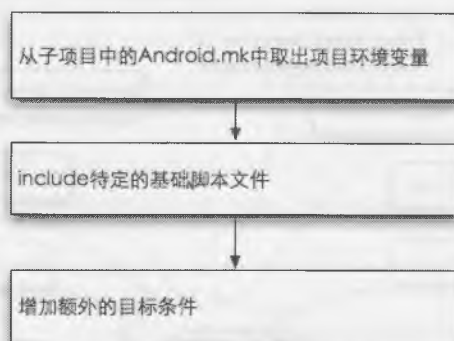 从子项目中的Android.mk中取出项目环境变量
include特定的基础脚本文件
增加额外的目标条件